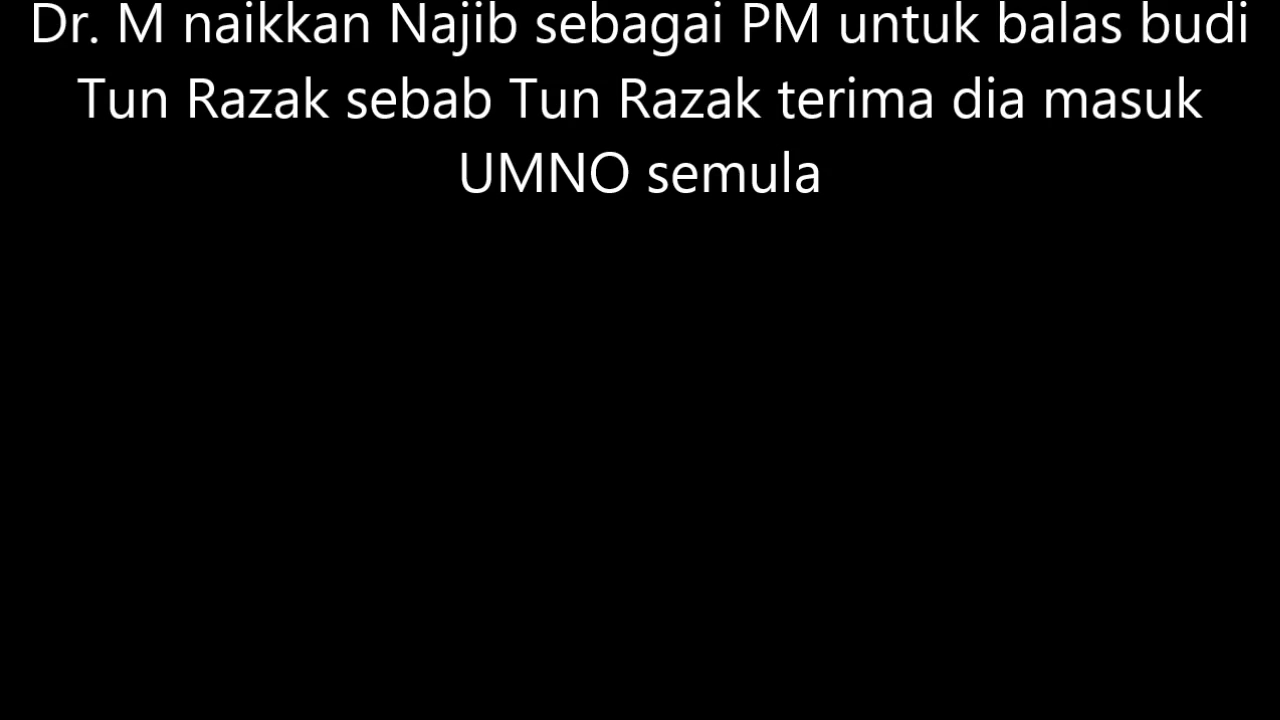 Dr. M naikkan Najib sebagai PM untuk balas budi
Tun Razak sebab Tun Razak terima dia masuk
UMNO semula